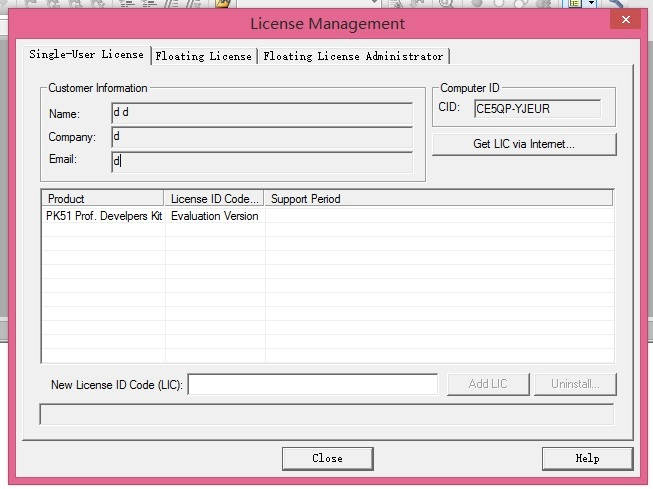 License Management
Single-User License Floating License Floating License Administrator
Customer Information
Name: d d
Company: d
Email: d
Computer ID
CID: CE5QP-YJEUR
Get LIC via Internet...
Product License ID Code... Support Period
PK51 Prof. Develpers Kit Evaluation Version
New License ID Code (LIC): Add LIC Uninstall...
Close Help